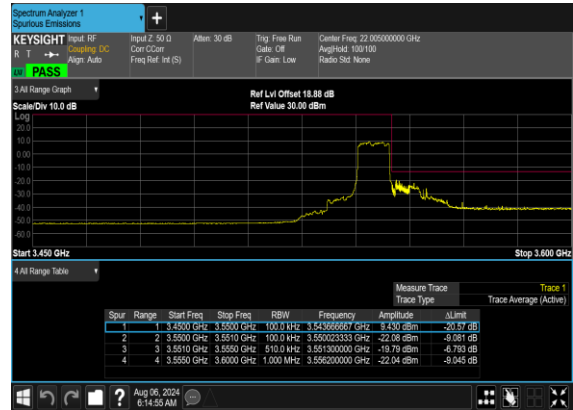 Spectrum Analyzer 1
Spurious Emissions
KEYSIGHT Input: RF Input Z: 50 Ω Atten: 30 dB Trig: Free Run Center Freq: 22.005000000 GHz
R T Coupling: DC Corr CCorr Gate: Off Avg|Hold: 100/100
Align: Auto Freq Ref: Int (S) IF Gain: Low Radio Std: None
PASS
3 All Range Graph
Ref Lvl Offset 18.88 dB
Scale/Div 10.0 dB Ref Value 30.00 dBm
Log
20.0
10.0
0.00
-10.0
-20.0
-30.0
-40.0
-50.0
-60.0
Start 3.450 GHz Stop 3.600 GHz
4 All Range Table
Measure Trace Trace 1
Trace Type Trace Average (Active)
Spur Range Start Freq Stop Freq RBW Frequency Amplitude ΔLimit
1 1 3.4500 GHz 3.5500 GHz 100.0 kHz 3.543666667 GHz 9.430 dBm -20.57 dB
2 2 3.5500 GHz 3.5510 GHz 100.0 kHz 3.550023333 GHz -22.08 dBm -9.081 dB
3 3 3.5510 GHz 3.5550 GHz 510.0 kHz 3.551300000 GHz -19.79 dBm -6.793 dB
4 4 3.5550 GHz 3.6000 GHz 1.000 MHz 3.556200000 GHz -22.04 dBm -9.045 dB
?
Aug 06, 2024
6:14:55 AM